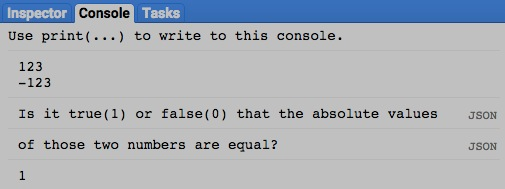 Inspector Console Tasks
Use print(...) to write to this console.
123
-123
Is it true(1) or false(0) that the absolute values JSON
of those two numbers are equal? JSON
1